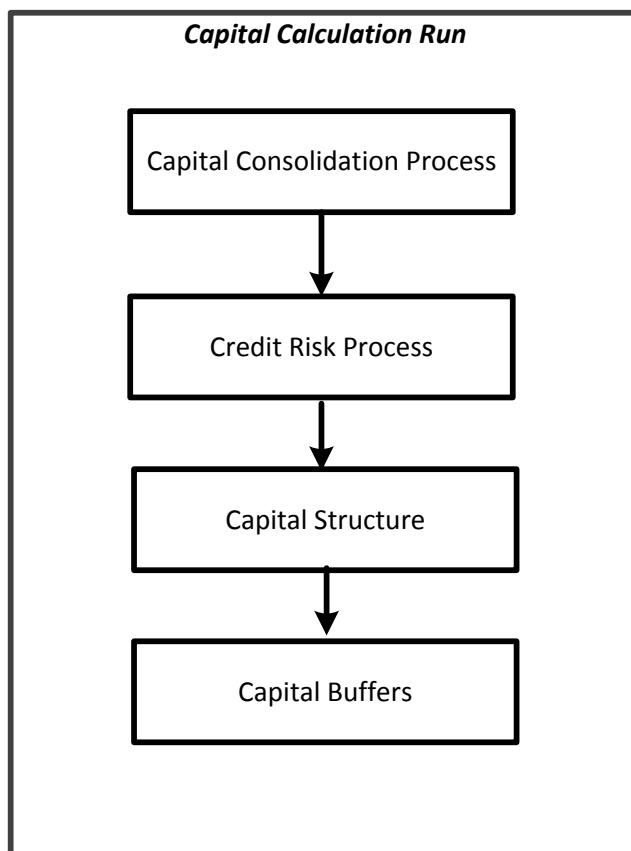 Capital Calculation Run
Capital Consolidation Process
Credit Risk Process
Capital Structure
Capital Buffers